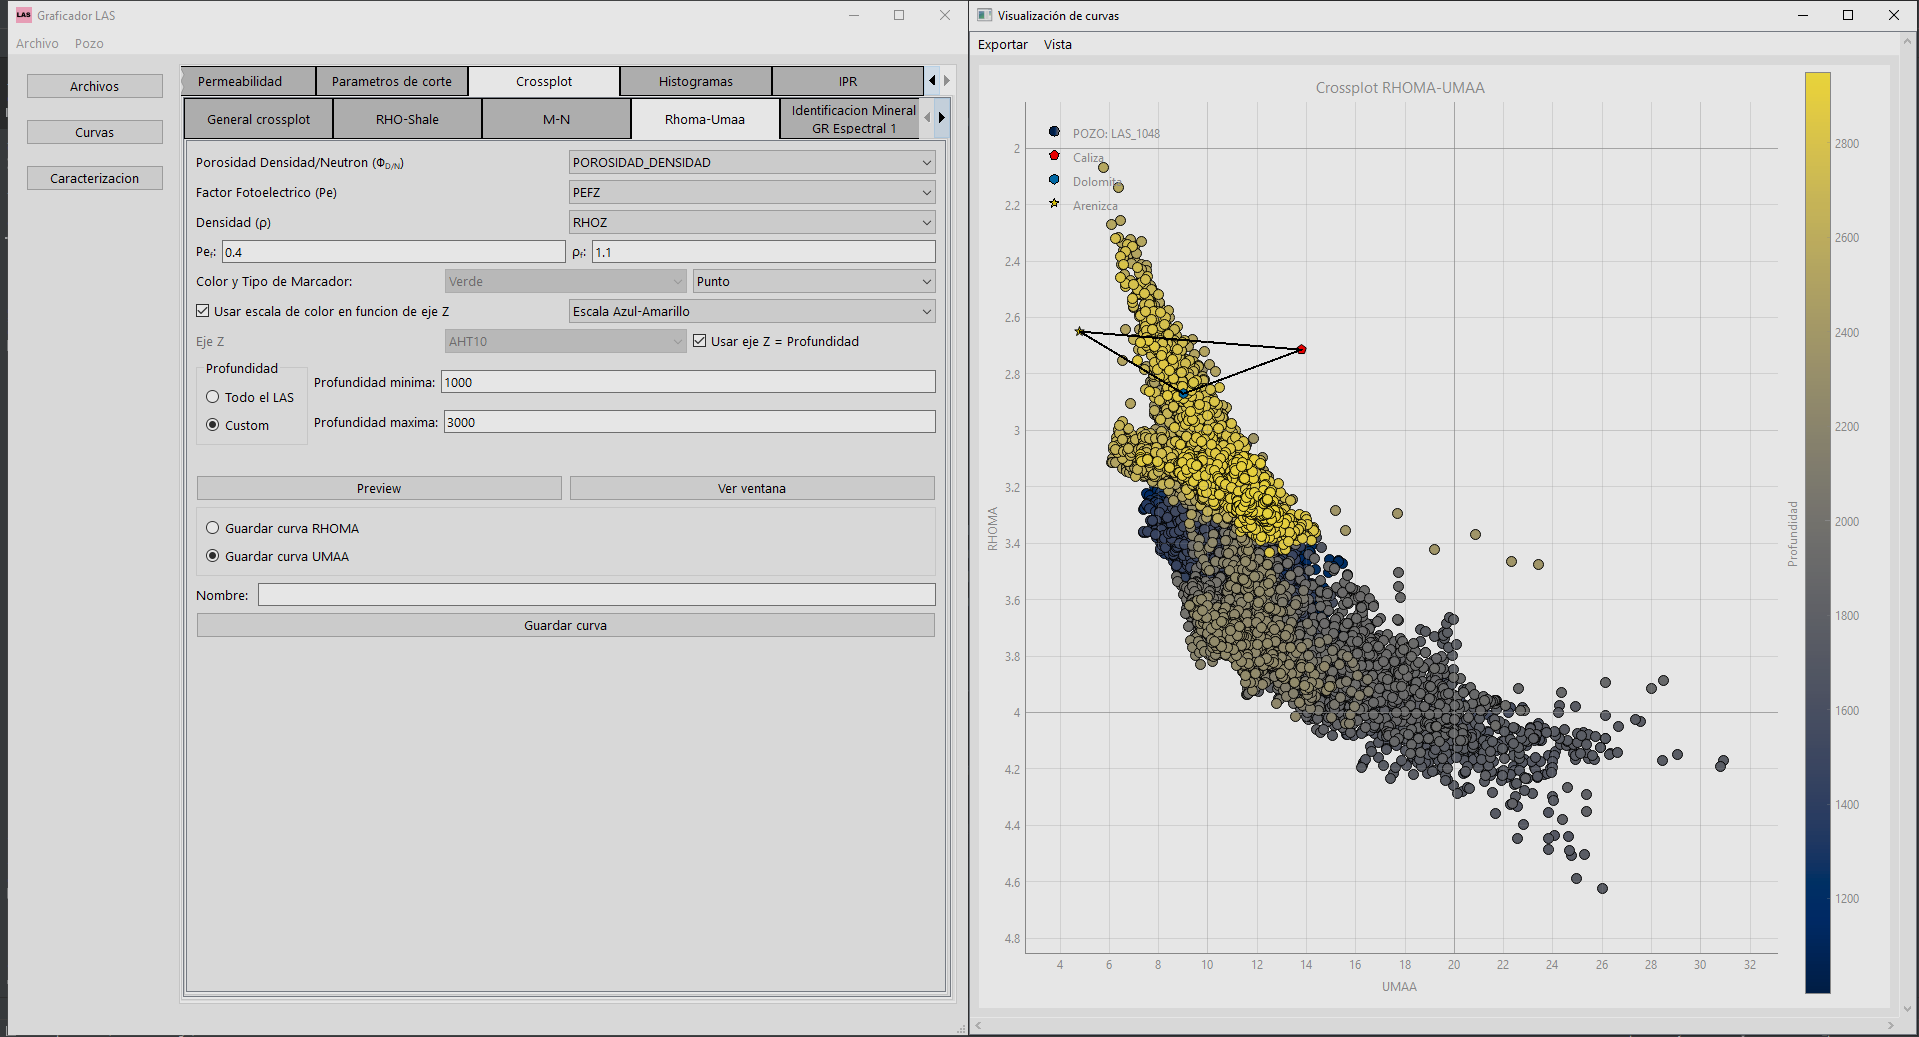 LAS Graficador LAS
Archivo Pozo
Archivos
Curvas
Caracterizacion
Permeabilidad Parametros de corte Crossplot Histogramas IPR
General crossplot RHO-Shale M-N Rhoma-Umaa Identificacion Mineral
GR Espectral 1
Porosidad Densidad/Neutron (Φ_D/N) POROSIDAD_DENSIDAD
Factor Fotoelectrico (Pe) PEFZ
Densidad (ρ) RHOZ
Pe_f: 0.4 ρ_f: 1.1
Color y Tipo de Marcador: Verde Punto
Usar escala de color en funcion de eje Z Escala Azul-Amarillo
Eje Z AHT10 Usar eje Z = Profundidad
Profundidad
Todo el LAS
Custom
Profundidad minima: 1000
Profundidad maxima: 3000
Preview Ver ventana
Guardar curva RHOMA
Guardar curva UMAA
Nombre:
Guardar curva
Visualización de curvas
Exportar Vista
Crossplot RHOMA-UMAA
POZO: LAS_1048
Caliza
Dolomita
Arenizca
RHOMA
2
2.2
2.4
2.6
2.8
3
3.2
3.4
3.6
3.8
4
4.2
4.4
4.6
4.8
4 6 8 10 12 14 16 18 20 22 24 26 28 30 32
UMAA
Profundidad
2800
2600
2400
2200
2000
1800
1600
1400
1200